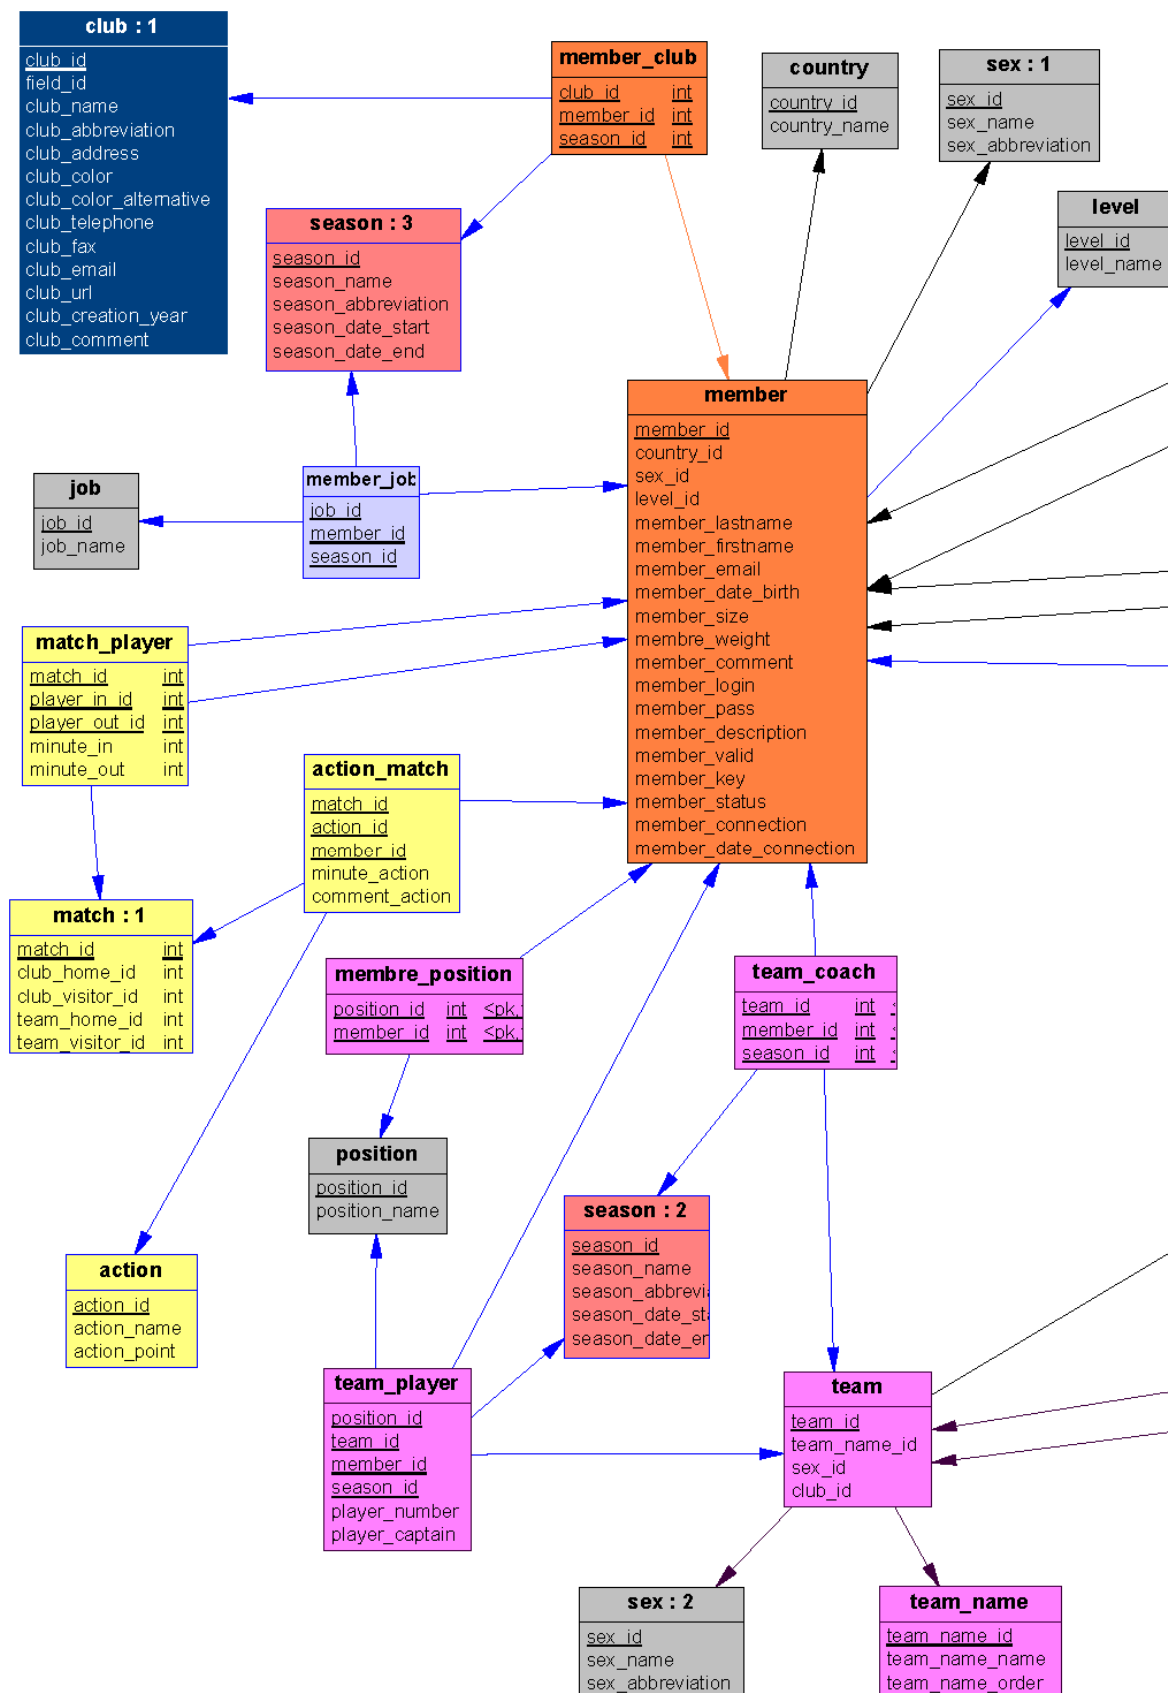 club : 1
club_id
field_id
club_name
club_abbreviation
club_address
club_color
club_color_alternative
club_telephone
club_fax
club_email
club_url
club_creation_year
club_comment
member_club
club_id int
member_id int
season_id int
country
country_id
country_name
sex : 1
sex_id
sex_name
sex_abbreviation
level
level_id
level_name
season : 3
season_id
season_name
season_abbreviation
season_date_start
season_date_end
member
member_id
country_id
sex_id
level_id
member_lastname
member_firstname
member_email
member_date_birth
member_size
membre_weight
member_comment
member_login
member_pass
member_description
member_valid
member_key
member_status
member_connection
member_date_connection
job
job_id
job_name
member_job
job_id
member_id
season_id
match_player
match_id int
player_in_id int
player_out_id int
minute_in int
minute_out int
action_match
match_id
action_id
member_id
minute_action
comment_action
match : 1
match_id int
club_home_id int
club_visitor_id int
team_home_id int
team_visitor_id int
membre_position
position_id int <pk,
member_id int <pk,
team_coach
team_id int <
member_id int <
season_id int <
position
position_id
position_name
season : 2
season_id
season_name
season_abbrevi
season_date_sta
season_date_en
action
action_id
action_name
action_point
team_player
position_id
team_id
member_id
season_id
player_number
player_captain
team
team_id
team_name_id
sex_id
club_id
sex : 2
sex_id
sex_name
sex_abbreviation
team_name
team_name_id
team_name_name
team_name_order